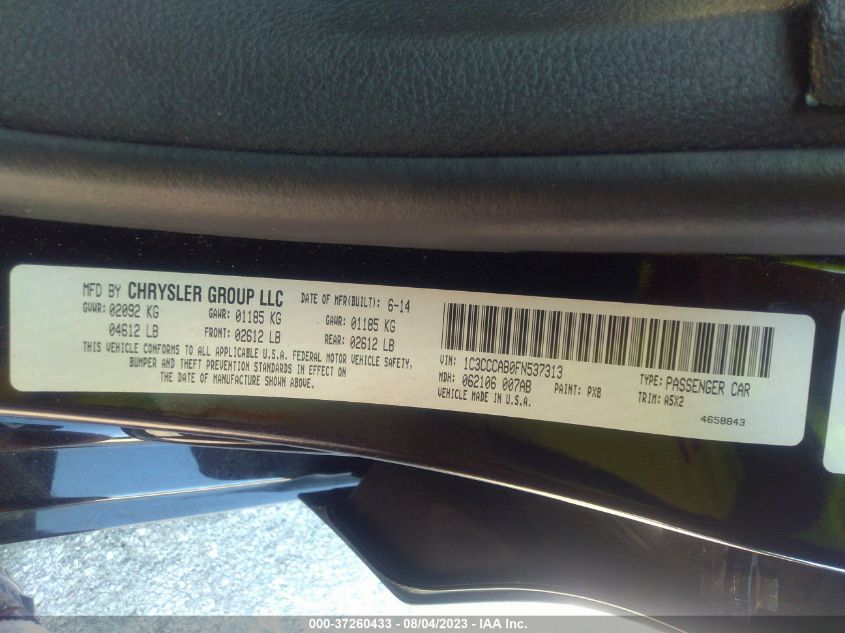 MFD BY CHRYSLER GROUP LLC DATE OF MFR(BUILT): 6-14
GVWR: 02092 KG GAWR: 01185 KG GAWR: 01185 KG
04612 LB FRONT: 02612 LB REAR: 02612 LB
THIS VEHICLE CONFORMS TO ALL APPLICABLE U.S.A. FEDERAL MOTOR VEHICLE SAFETY,
BUMPER AND THEFT PREVENTION STANDARDS IN EFFECT ON
THE DATE OF MANUFACTURE SHOWN ABOVE.
VIN: 1C3CCCAB0FN537313 TYPE: PASSENGER CAR
MDH: 062106 007AB PAINT: PX8 TRIM: A5X2
VEHICLE MADE IN U.S.A.
4658843
000-37260433 - 08/04/2023 - IAA Inc.